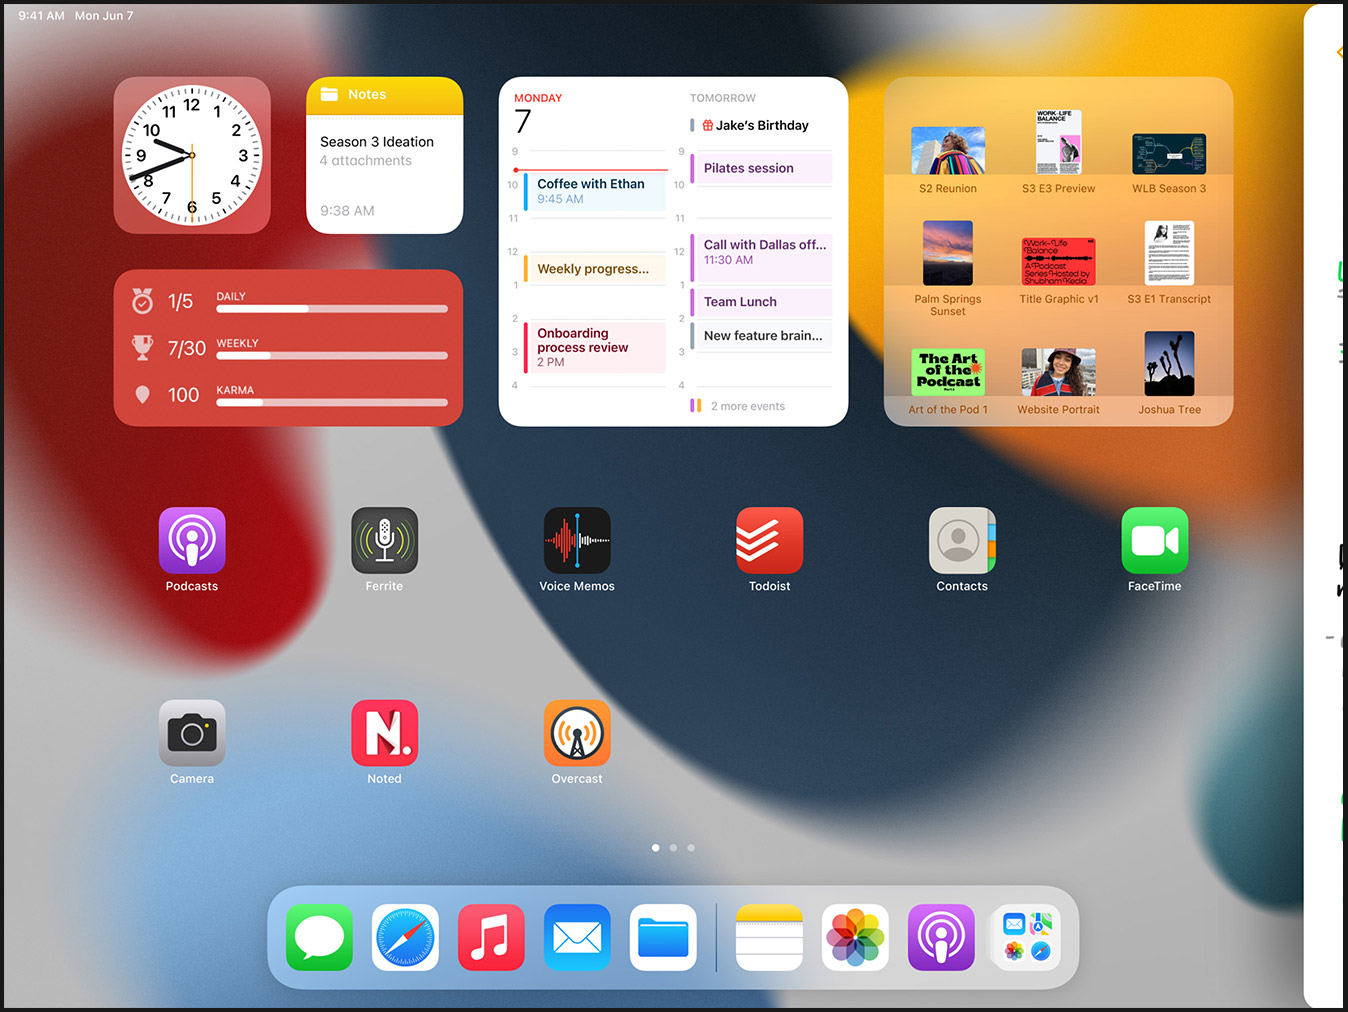 9:41 AM Mon Jun 7
12
1
2
3
4
5
6
7
8
9
10
11
Notes
Season 3 Ideation
4 attachments
9:38 AM
1/5 DAILY
7/30 WEEKLY
100 KARMA
MONDAY
7
9
10
11
12
1
2
3
4
Coffee with Ethan
9:45 AM
Weekly progress...
Onboarding
process review
2 PM
TOMORROW
Jake's Birthday
9
10
11
12
1
2
3
4
Pilates session
Call with Dallas off...
11:30 AM
Team Lunch
New feature brain...
2 more events
WORK-LIFE
BALANCE
S2 Reunion
S3 E3 Preview
WLB Season 3
Work-Life
Balance
A Podcast
Series Hosted by
Shubham Kedia
Palm Springs
Sunset
Title Graphic v1
S3 E1 Transcript
The Art
of the
Podcast
Art of the Pod 1
Website Portrait
Joshua Tree
Podcasts
Ferrite
Voice Memos
Todoist
Contacts
FaceTime
N.
Camera
Noted
Overcast